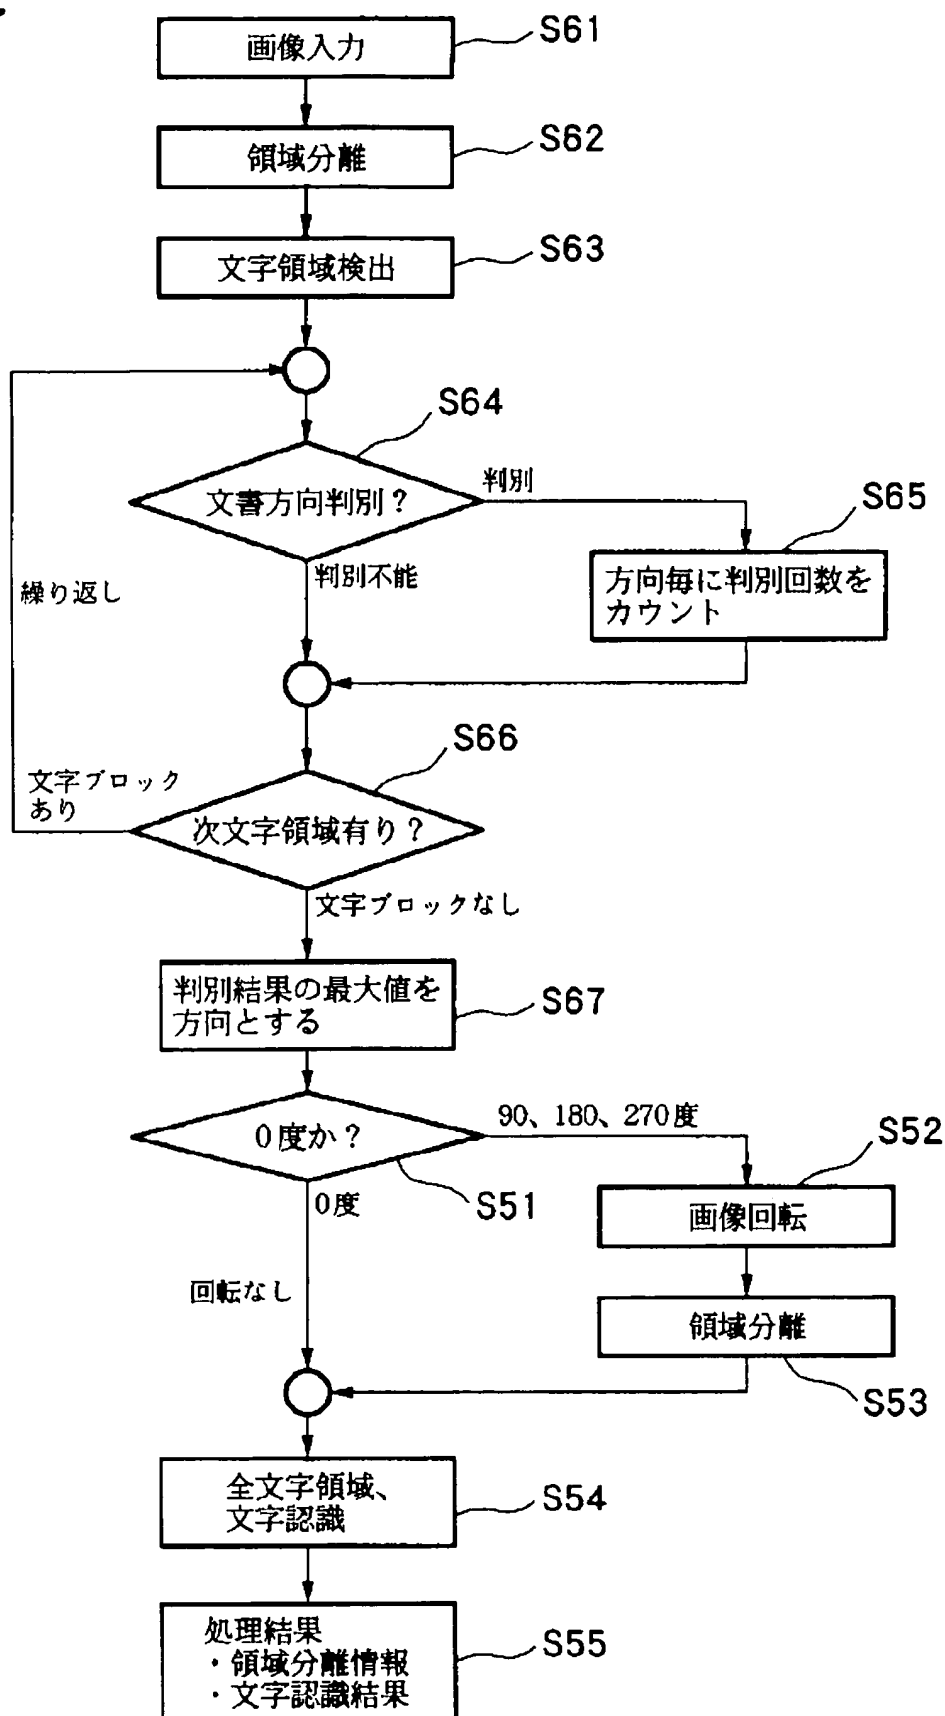 画像入力
S61
領域分離
S62
文字領域検出
S63
S64
文書方向判別？
判別
S65
方向毎に判別回数を
カウント
判別不能
繰り返し
S66
文字ブロック
あり
次文字領域有り？
文字ブロックなし
判別結果の最大値を
方向とする
S67
0度か？
90、180、270度
S51
0度
S52
画像回転
回転なし
領域分離
S53
全文字領域、
文字認識
S54
処理結果
・領域分離情報
・文字認識結果
S55